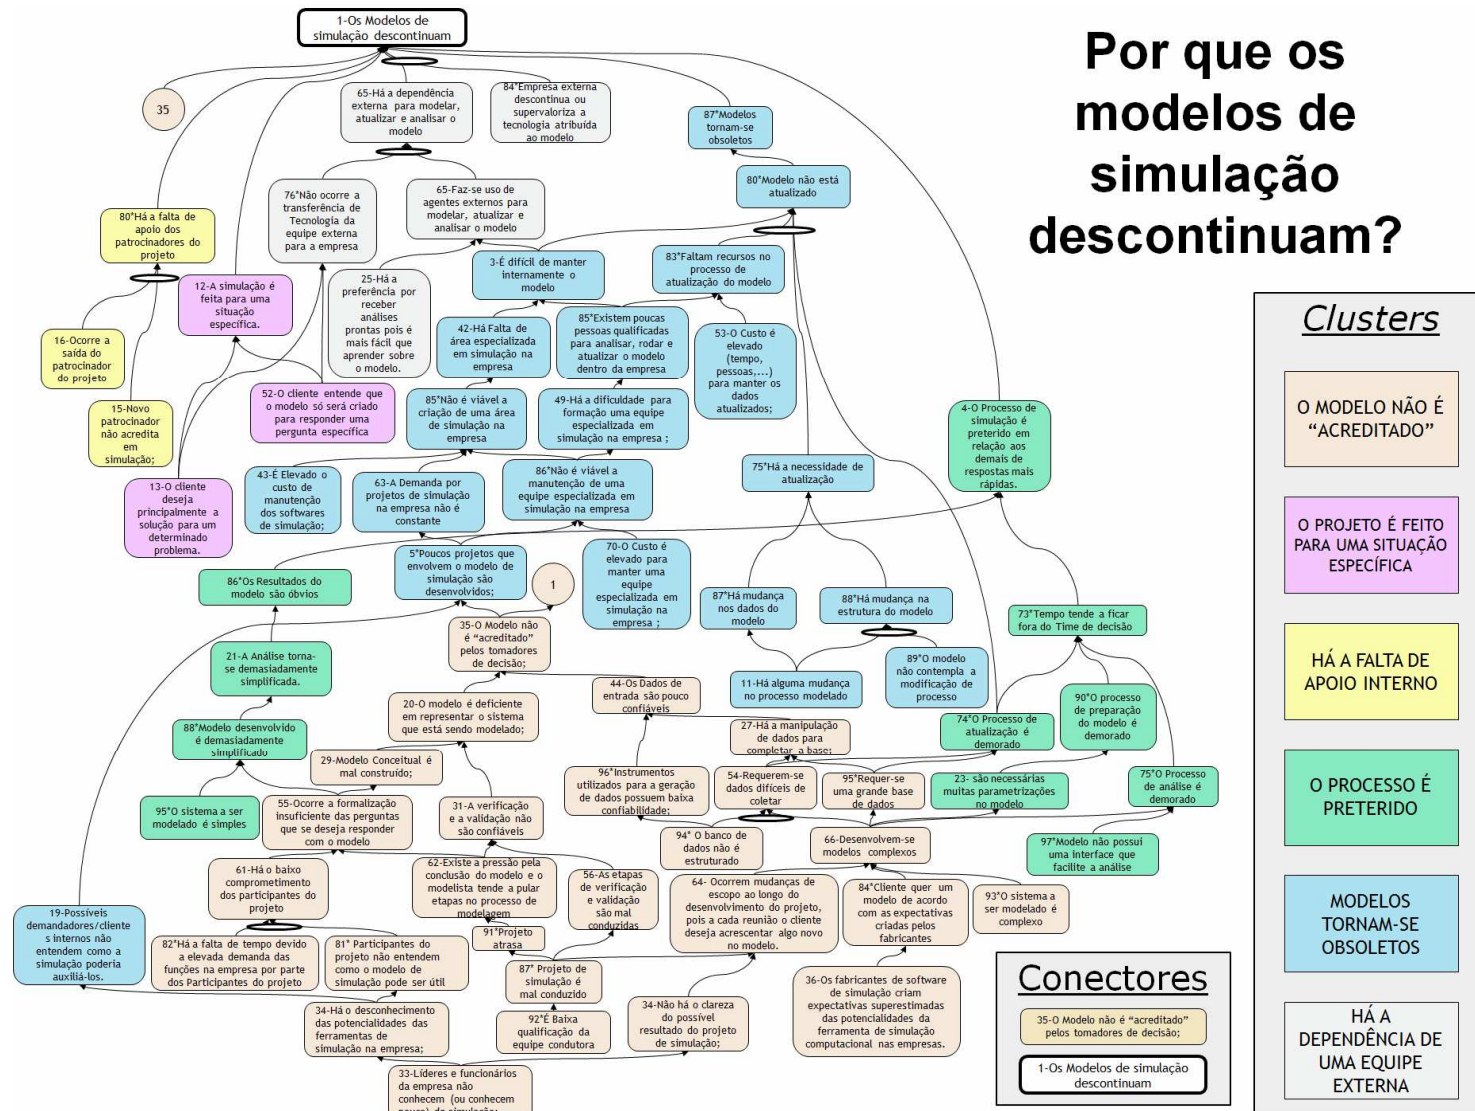 1-Os Modelos de
simulação descontinuam
Por que os
modelos de
simulação
descontinuam?
35
65-Há a dependência
externa para modelar,
atualizar e analisar o
modelo
84*Empresa externa
descontinua ou
supervaloriza a
tecnologia atribuída
ao modelo
87*Modelos
tornam-se
obsoletos
80*Modelo não está
atualizado
76*Não ocorre a
transferência de
Tecnologia da
equipe externa
para a empresa
65-Faz-se uso de
agentes externos para
modelar, atualizar e
analisar o modelo
80*Há a falta de
apoio dos
patrocinadores do
projeto
12-A simulação é
feita para uma
situação
específica.
25-Há a
preferência por
receber
análises
prontas pois é
mais fácil que
aprender sobre
o modelo.
3-É difícil de manter
internamente o
modelo
83*Faltam recursos no
processo de
atualização do modelo
16-Ocorre a
saída do
patrocinador
do projeto
42-Há Falta de
área especializada
em simulação na
empresa
85*Existem poucas
pessoas qualificadas
para analisar, rodar e
atualizar o modelo
dentro da empresa
53-O Custo é
elevado
(tempo,
pessoas,...)
para manter os
dados
atualizados;
15-Novo
patrocinador
não acredita
em
simulação;
52-O cliente entende que
o modelo só será criado
para responder uma
pergunta específica
85*Não é viável a
criação de uma área
de simulação na
empresa
49-Há a dificuldade para
formação uma equipe
especializada em
simulação na empresa ;
4-O Processo de
simulação é
preterido em
relação aos
demais de
respostas mais
rápidas.
13-O cliente
deseja
principalmente a
solução para um
determinado
problema.
43-É Elevado o
custo de
manutenção
dos softwares
de simulação;
63-A Demanda por
projetos de simulação
na empresa não é
constante
86*Não é viável a
manutenção de uma
equipe especializada em
simulação na empresa
75*Há a necessidade de
atualização
86*Os Resultados do
modelo são óbvios
5*Poucos projetos que
envolvem o modelo de
simulação são
desenvolvidos;
1
70-O Custo é
elevado para
manter uma
equipe
especializada em
simulação na
empresa ;
87*Há mudança
nos dados do
modelo
88*Há mudança na
estrutura do modelo
73*Tempo tende a ficar
fora do Time de decisão
21-A Análise torna-
se demasiadamente
simplificada.
35-O Modelo não
é “acreditado”
pelos tomadores
de decisão;
44-Os Dados de
entrada são pouco
confiáveis
11-Há alguma mudança
no processo modelado
89*O modelo
não contempla a
modificação de
processo
90*O processo
de preparação
do modelo é
demorado
88*Modelo desenvolvido
é demasiadamente
simplificado
20-O modelo é deficiente
em representar o sistema
que está sendo modelado;
27-Há a manipulação
de dados para
completar a base;
74*O Processo de
atualização é
demorado
29-Modelo Conceitual é
mal construído;
96*Instrumentos
utilizados para a geração
de dados possuem baixa
confiabilidade;
54-Requerem-se
dados difíceis de
coletar
95*Requer-se
uma grande base
de dados
23- são necessárias
muitas parametrizações
no modelo
75*O Processo
de análise é
demorado
95*O sistema a ser
modelado é simples
55-Ocorre a formalização
insuficiente das perguntas
que se deseja responder
com o modelo
31-A verificação
e a validação não
são confiáveis
94* O banco de
dados não é
estruturado
66-Desenvolvem-se
modelos complexos
97*Modelo não possui
uma interface que
facilite a análise
61-Há o baixo
comprometimento
dos participantes do
projeto
62-Existe a pressão pela
conclusão do modelo e o
modelista tende a pular
etapas no processo de
modelagem
56-As etapas
de verificação
e validação
são mal
conduzidas
64- Ocorrem mudanças de
escopo ao longo do
desenvolvimento do projeto,
pois a cada reunião o cliente
deseja acrescentar algo novo
no modelo.
84*Cliente quer um
modelo de acordo
com as expectativas
criadas pelos
fabricantes
93*O sistema a
ser modelado é
complexo
19-Possíveis
demandadores/cliente
s internos não
entendem como a
simulação poderia
auxiliá-los.
82*Há a falta de tempo devido
a elevada demanda das
funções na empresa por parte
dos Participantes do projeto
81* Participantes do
projeto não entendem
como o modelo de
simulação pode ser útil
91*Projeto
atrasa
87* Projeto de
simulação é
mal conduzido
36-Os fabricantes de software
de simulação criam
expectativas superestimadas
das potencialidades da
ferramenta de simulação
computacional nas empresas.
34-Há o desconhecimento
das potencialidades das
ferramentas de
simulação na empresa;
92*É Baixa
qualificação da
equipe condutora
34-Não há o clareza
do possível
resultado do projeto
de simulação;
33-Líderes e funcionários
da empresa não
conhecem (ou conhecem
Clusters
O MODELO NÃO É
“ACREDITADO”
O PROJETO É FEITO
PARA UMA SITUAÇÃO
ESPECÍFICA
HÁ A FALTA DE
APOIO INTERNO
O PROCESSO É
PRETERIDO
MODELOS
TORNAM-SE
OBSOLETOS
HÁ A
DEPENDÊNCIA DE
UMA EQUIPE
EXTERNA
Conectores
35-O Modelo não é “acreditado”
pelos tomadores de decisão;
1-Os Modelos de simulação
descontinuam